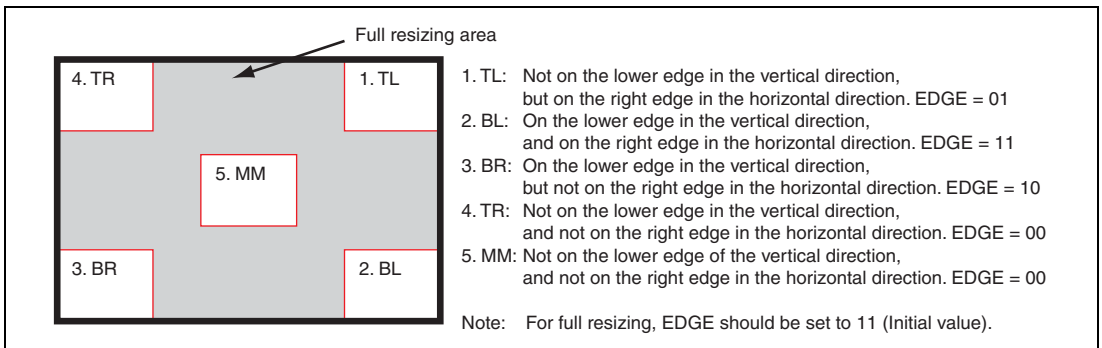 Full resizing area
4. TR
1. TL
5. MM
3. BR
2. BL
1. TL: Not on the lower edge in the vertical direction,
but on the right edge in the horizontal direction. EDGE = 01
2. BL: On the lower edge in the vertical direction,
and on the right edge in the horizontal direction. EDGE = 11
3. BR: On the lower edge in the vertical direction,
but not on the right edge in the horizontal direction. EDGE = 10
4. TR: Not on the lower edge in the vertical direction,
and not on the right edge in the horizontal direction. EDGE = 00
5. MM: Not on the lower edge of the vertical direction,
and not on the right edge in the horizontal direction. EDGE = 00
Note: For full resizing, EDGE should be set to 11 (Initial value).